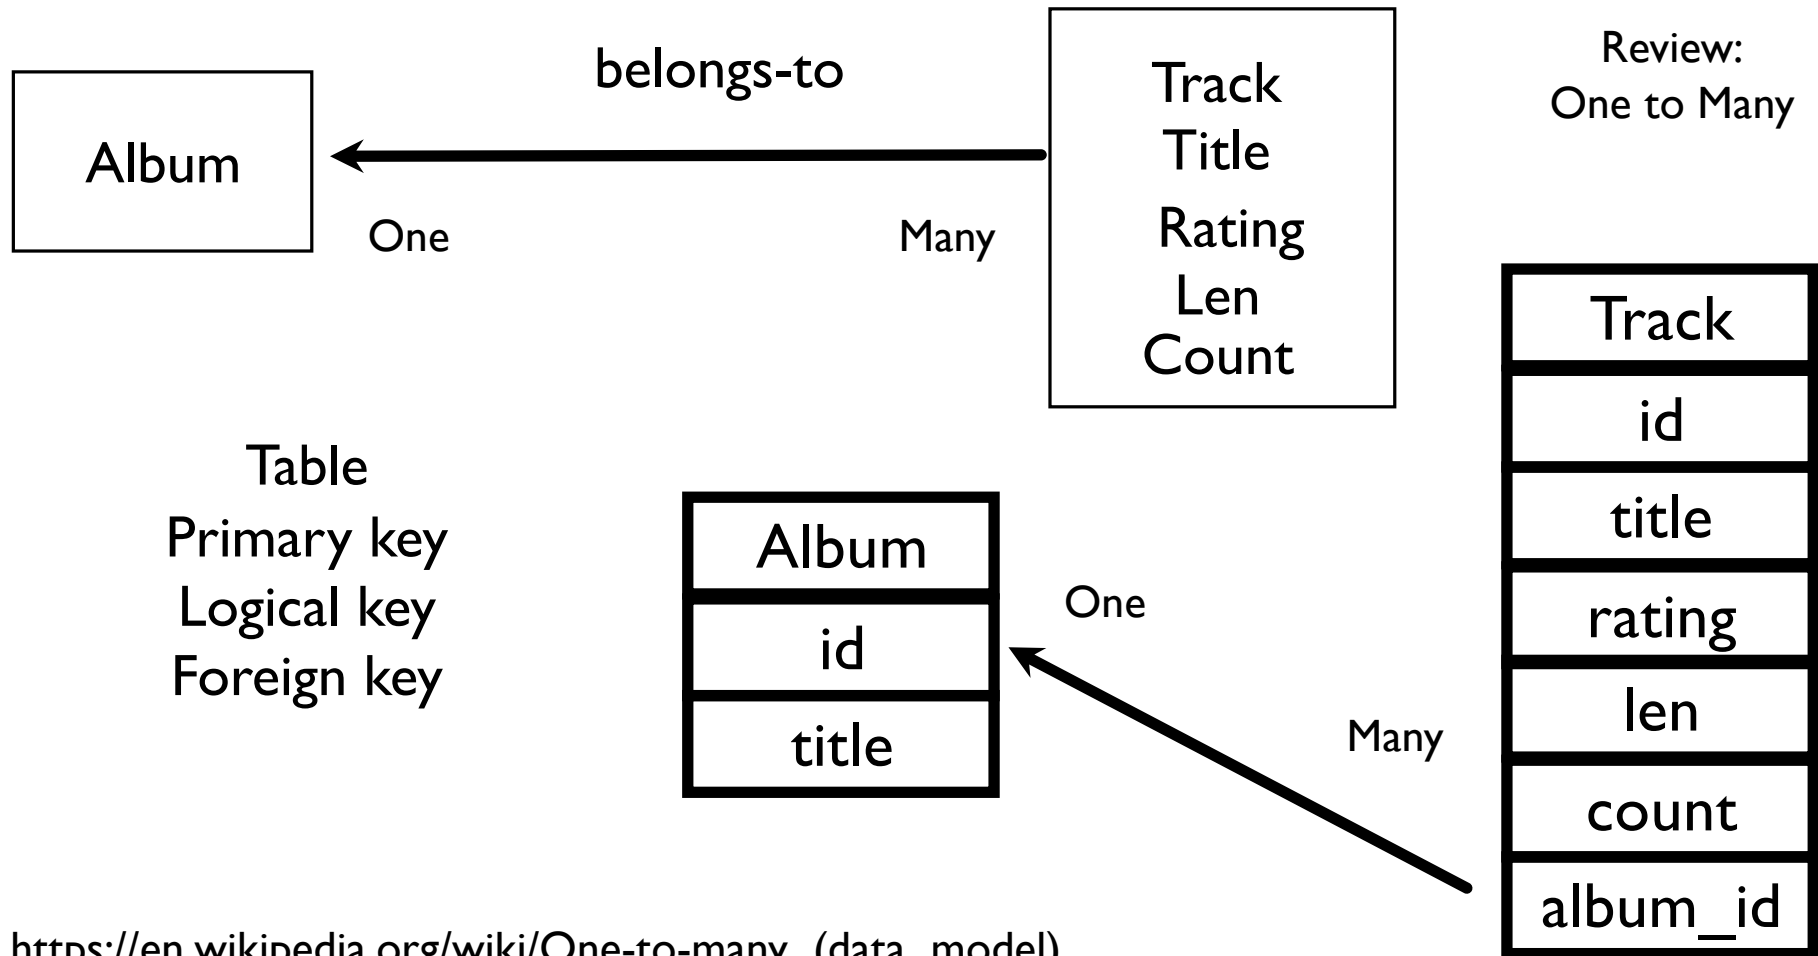 Review:
One to Many
belongs-to
Album
One
Many
Track
Title
Rating
Len
Count
Table
Primary key
Logical key
Foreign key
Album
id
title
One
Many
Track
id
title
rating
len
count
album_id
https://en.wikipedia.org/wiki/One-to-many_(data_model)